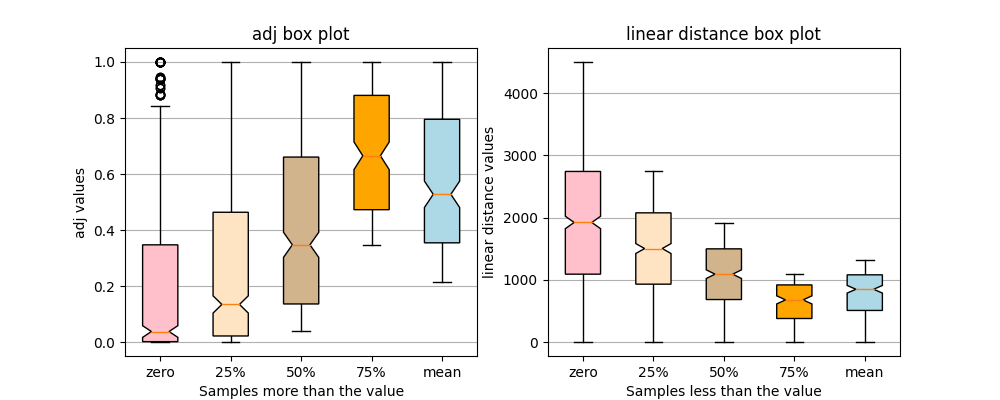 adj box plot
adj values
1.0
0.8
0.6
0.4
0.2
0.0
zero 25% 50% 75% mean
Samples more than the value
linear distance box plot
linear distance values
4000
3000
2000
1000
0
zero 25% 50% 75% mean
Samples less than the value